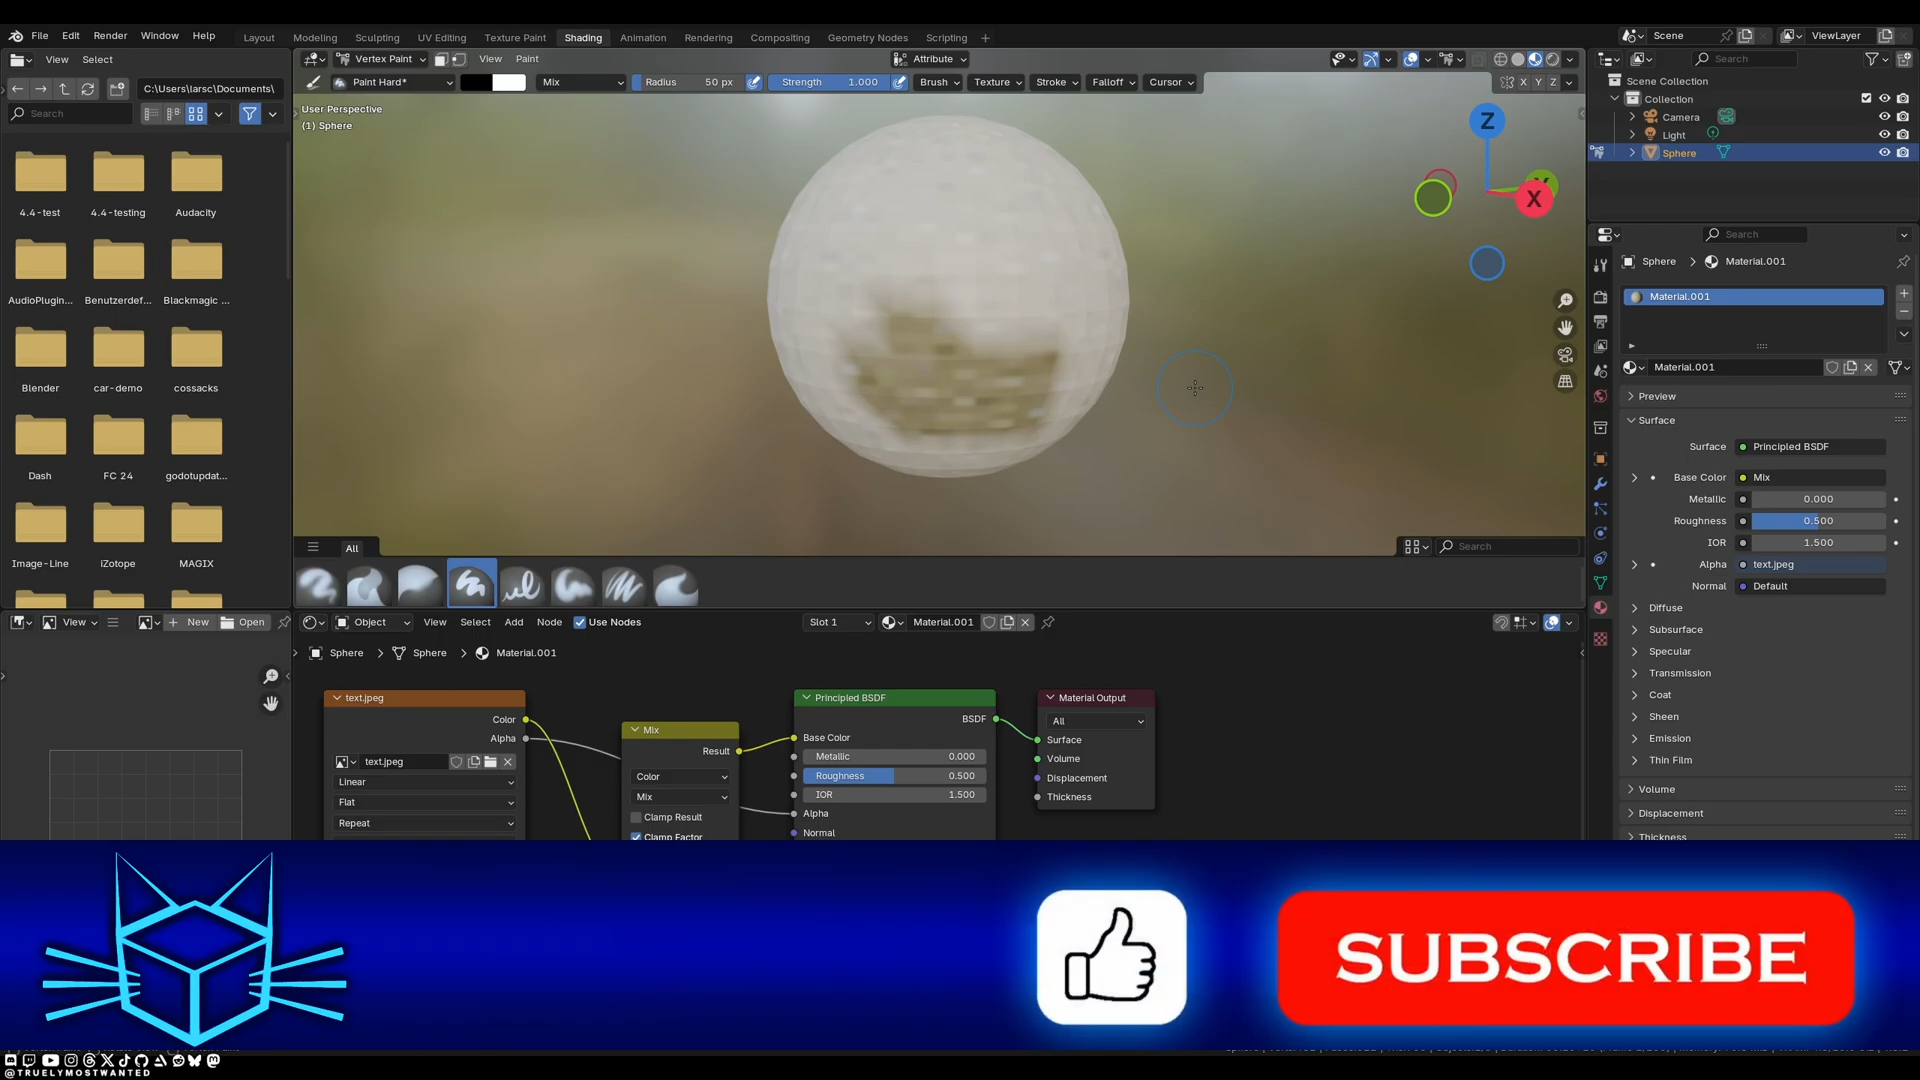 File Edit Render Window Help Layout Modeling Sculpting UV Editing Texture Paint Shading Animation Rendering Compositing Geometry Nodes Scripting Scene ViewLayer
View Select Vertex Paint View Paint Attribute Search
C:\Users\larsc\Documents\ Paint Hard* Mix Radius 50 px Strength 1.000 Brush Texture Stroke Falloff Cursor X Y Z
Search
User Perspective
(1) Sphere
Scene Collection
Collection
Camera
Light
Sphere
Z
X
4.4-test 4.4-testing Audacity
AudioPlugin... Benutzerdef... Blackmagic ...
Blender car-demo cossacks
Dash FC 24 godotupdat...
Image-Line iZotope MAGIX
All Search
Search
Sphere Material.001
Material.001
Material.001
Preview
Surface
Surface Principled BSDF
Base Color Mix
Metallic 0.000
Roughness 0.500
IOR 1.500
Alpha text.jpeg
Normal Default
Diffuse
Subsurface
Specular
Transmission
Coat
Sheen
Emission
Thin Film
Volume
Displacement
Thickness
View New Open
Object View Select Add Node Use Nodes Slot 1 Material.001
Sphere Sphere Material.001
text.jpeg
Color
Alpha
text.jpeg
Linear
Flat
Repeat
Mix
Result
Color
Mix
Clamp Result
Clamp Factor
Principled BSDF
BSDF
Base Color
Metallic 0.000
Roughness 0.500
IOR 1.500
Alpha
Normal
Material Output
All
Surface
Volume
Displacement
Thickness
SUBSCRIBE
@TRUELYMOSTWANTED